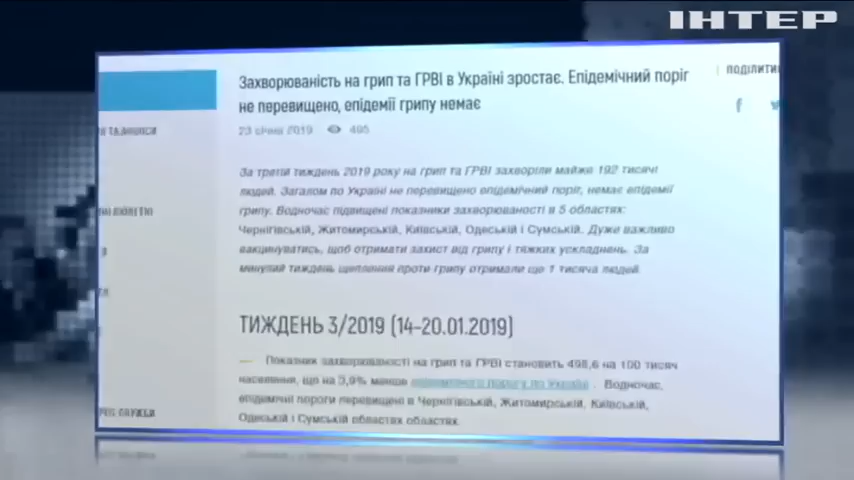 ІНТЕР
Захворюваність на грип та ГРВІ в Україні зростає. Епідемічний поріг
не перевищено, епідемії грипу немає
23 січня 2019 495
За третій тиждень 2019 року на грип та ГРВІ захворіли майже 192 тисячі
людей. Загалом по Україні не перевищено епідемічний поріг, немає епідемії
грипу. Водночас підвищені показники захворюваності в 5 областях:
Чернігівській, Житомирській, Київській, Одеській і Сумській. Дуже важливо
вакцинуватись, щоб отримати захист від грипу і тяжких ускладнень. За
минулий тиждень щеплення проти грипу отримали ще 1 тисяча людей.
ТИЖДЕНЬ 3/2019 (14-20.01.2019)
— Показник захворюваності на грип та ГРВІ становить 498,6 на 100 тисяч
населення, що на 3,9% менше епідемічного порогу по Україні . Водночас,
епідемічні пороги перевищено в Чернігівській, Житомирській, Київській,
Одеській і Сумській областях областях